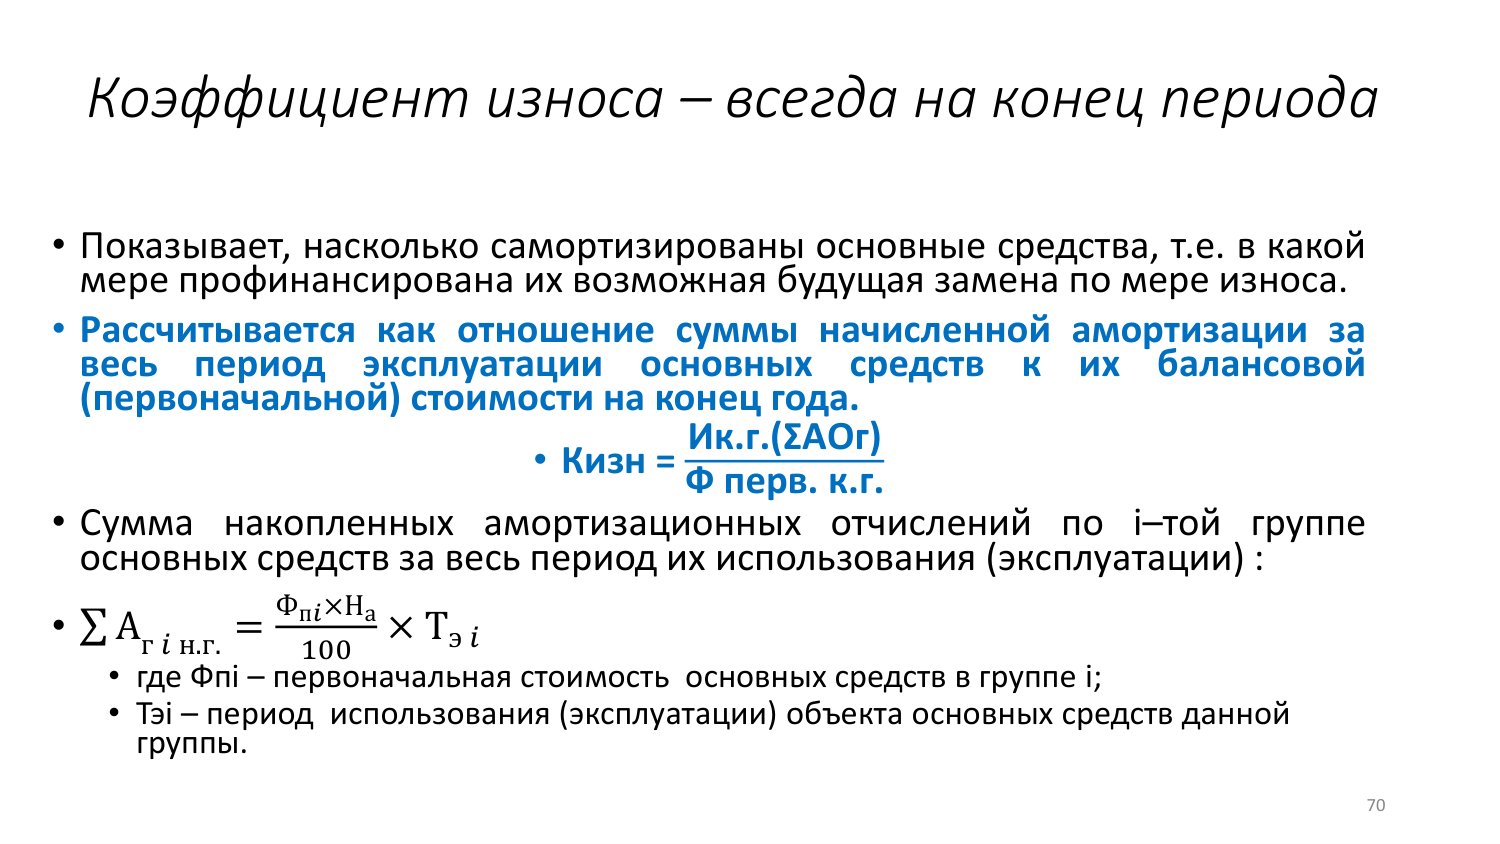 Коэффициент износа – всегда на конец периода
• Показывает, насколько самортизированы основные средства, т.е. в какой
мере профинансирована их возможная будущая замена по мере износа.
• Рассчитывается как отношение суммы начисленной амортизации за
весь период эксплуатации основных средств к их балансовой
(первоначальной) стоимости на конец года.
• Кизн = Ик.г.(ΣАОг) / Ф перв. к.г.
• Сумма накопленных амортизационных отчислений по i–той группе
основных средств за весь период их использования (эксплуатации) :
• ∑ А г i н.г. = Фпi×На / 100 × Тэ i
• где Фпi – первоначальная стоимость основных средств в группе i;
• Тэi – период использования (эксплуатации) объекта основных средств данной
группы.
70